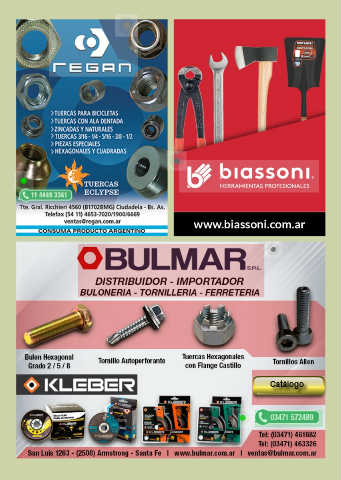 REGAN
TUERCAS PARA BICICLETAS
TUERCAS CON ALA DENTADA
ZINCADAS Y NATURALES
TUERCAS 3/16 - 1/4 - 5/16 - 3/8 - 1/2
PIEZAS ESPECIALES
HEXAGONALES Y CUADRADAS
TUERCAS
ECLYPSE
11 4469 3361
Tte. Gral. Ricchieri 4560 (B1702BMG) Ciudadela - Bs. As.
Telefax (54 11) 4653-7020/1900/6669
ventas@regan.com.ar
CONSUMA PRODUCTO ARGENTINO
biassoni
HERRAMIENTAS PROFESIONALES
www.biassoni.com.ar
BULMAR S.R.L.
DISTRIBUIDOR - IMPORTADOR
BULONERIA - TORNILLERIA - FERRETERIA
Bulon Hexagonal
Grado 2 / 5 / 8
Tornillo Autoperforante
Tuercas Hexagonales
con Flange Castillo
Tornillos Allen
KLEBER
Catálogo
03471 572489
Tel: (03471) 461682
Tel: (03471) 463326
San Luis 1263 - (2508) Armstrong - Santa Fe I www.bulmar.com.ar I ventas@bulmar.com.ar